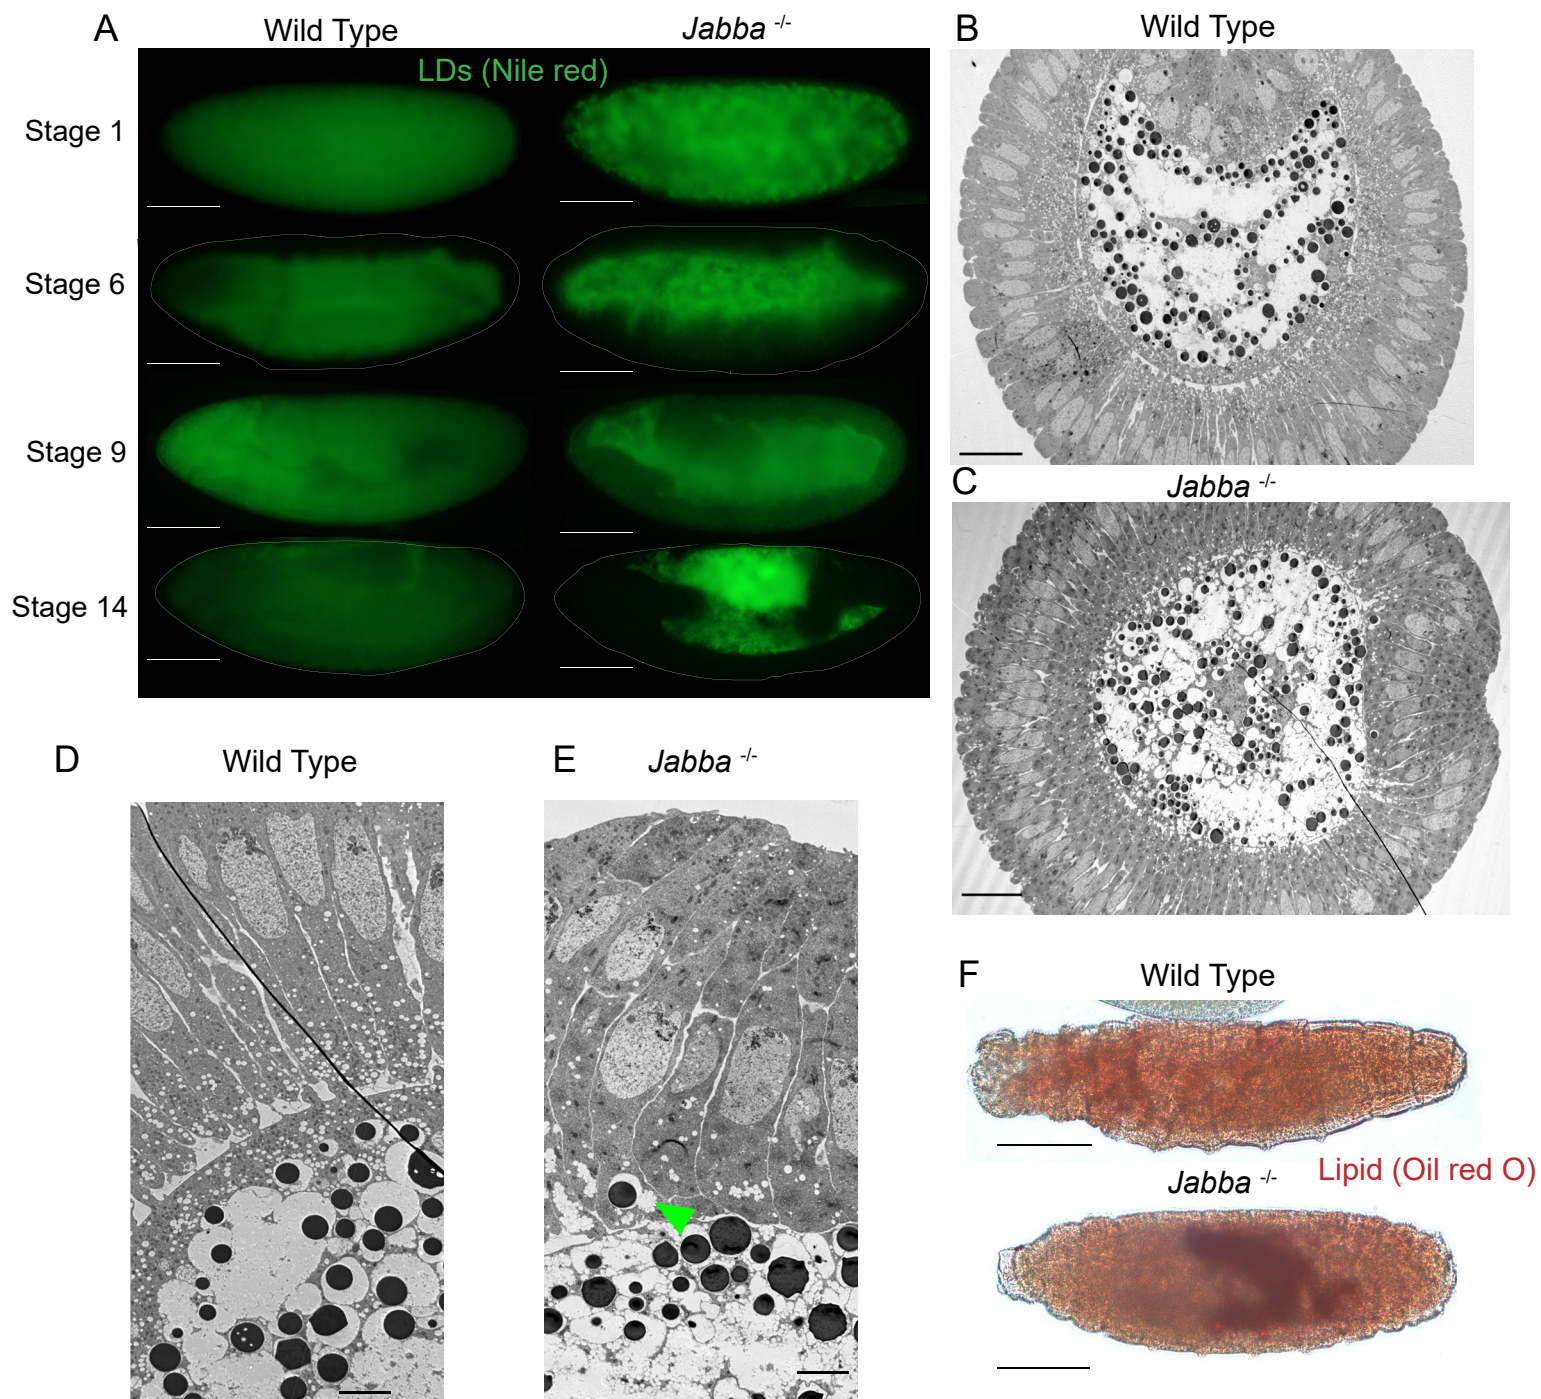 A
Wild Type
Jabba -/-
LDs (Nile red)
Stage 1
Stage 6
Stage 9
Stage 14
B
Wild Type
C
Jabba -/-
D
Wild Type
E
Jabba -/-
F
Wild Type
Lipid (Oil red O)
Jabba -/-